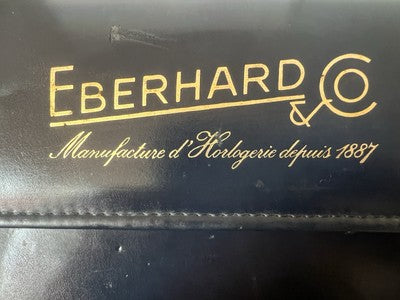 EBERHARD & CO
Manufacture d'Horlogerie depuis 1887